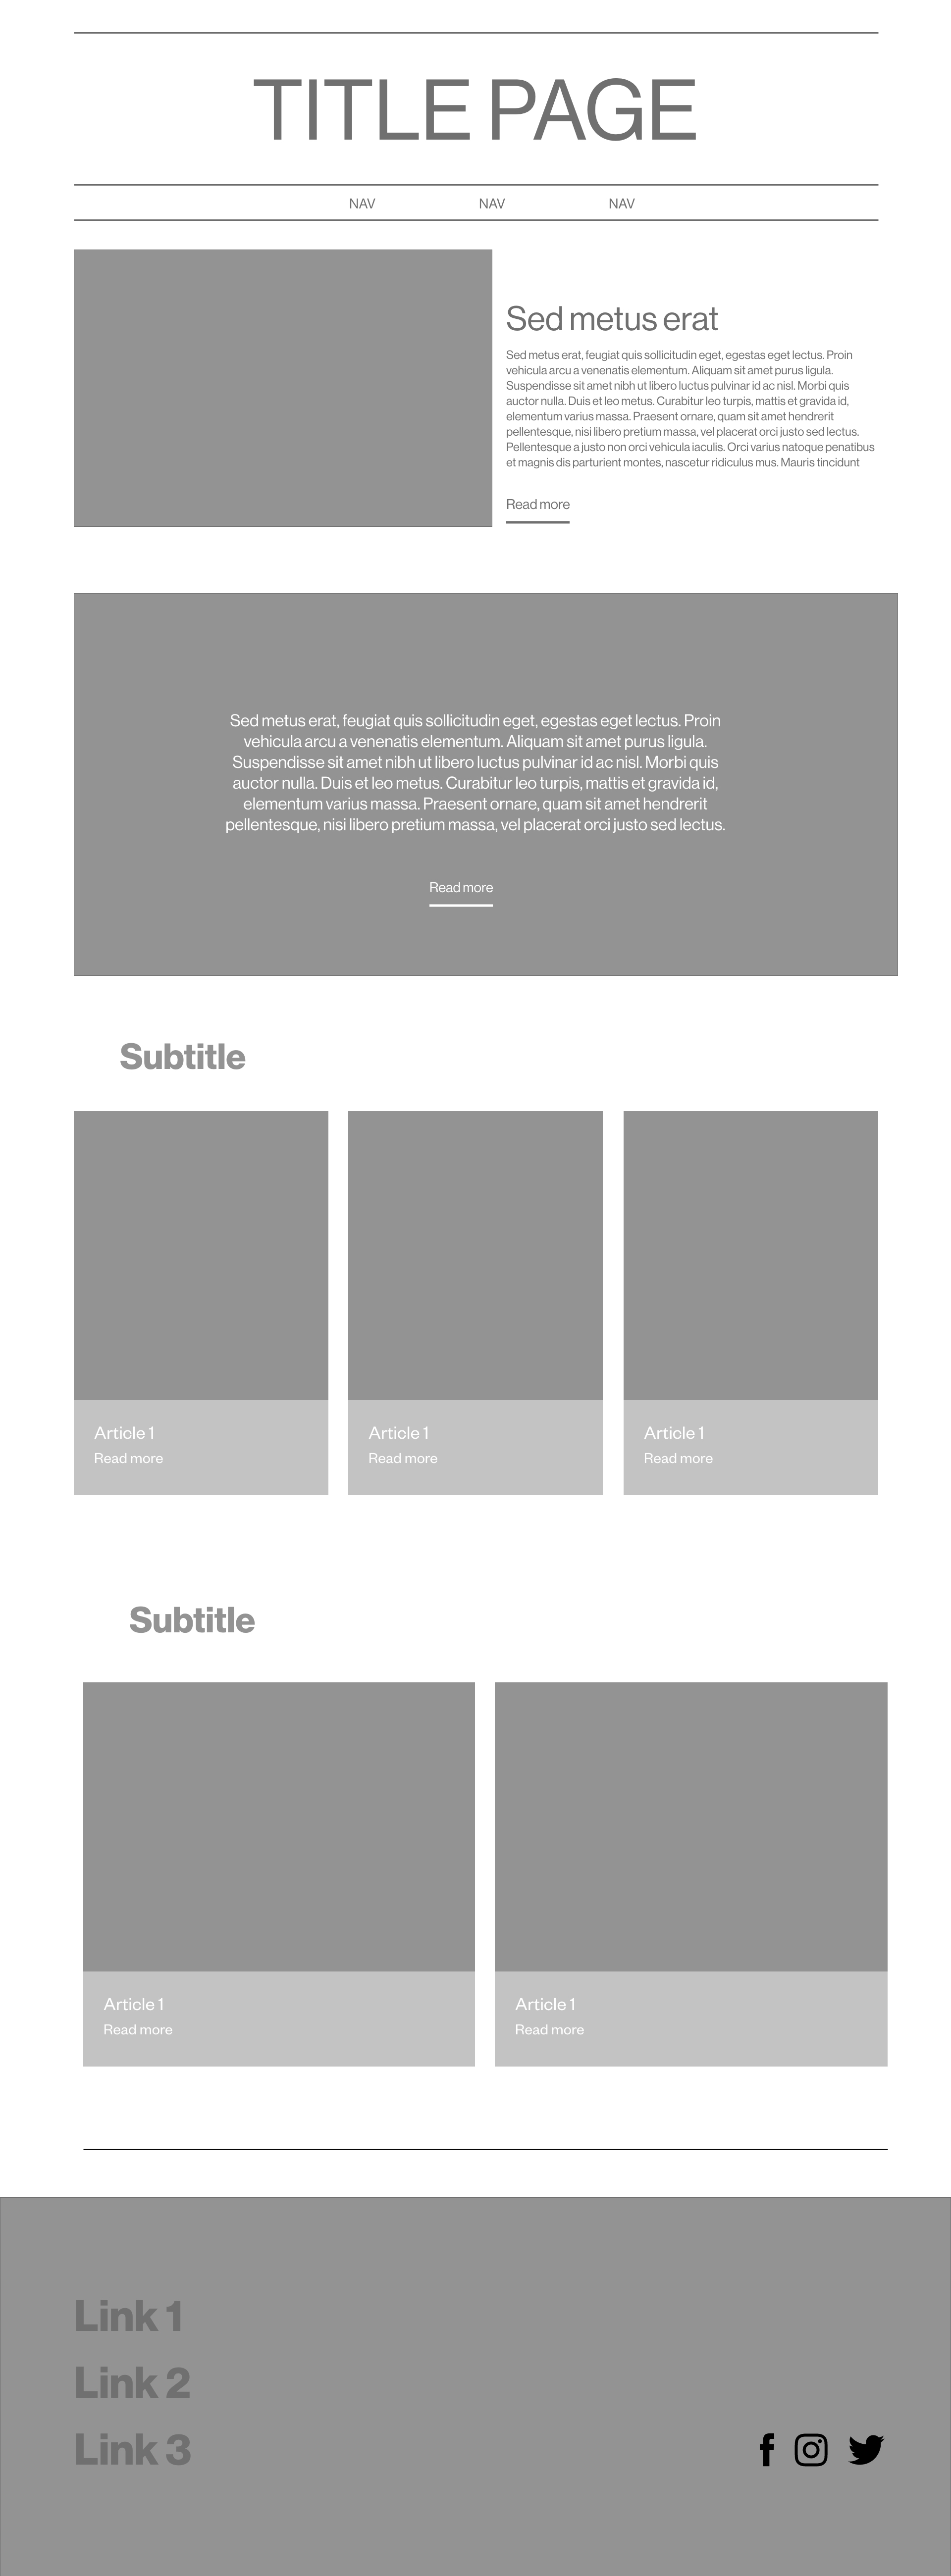 TITLE PAGE
NAV NAV NAV
Sed metus erat
Sed metus erat, feugiat quis sollicitudin eget, egestas eget lectus. Proin
vehicula arcu a venenatis elementum. Aliquam sit amet purus ligula.
Suspendisse sit amet nibh ut libero luctus pulvinar id ac nisl. Morbi quis
auctor nulla. Duis et leo metus. Curabitur leo turpis, mattis et gravida id,
elementum varius massa. Praesent ornare, quam sit amet hendrerit
pellentesque, nisi libero pretium massa, vel placerat orci justo sed lectus.
Pellentesque a justo non orci vehicula iaculis. Orci varius natoque penatibus
et magnis dis parturient montes, nascetur ridiculus mus. Mauris tincidunt
Read more
Sed metus erat, feugiat quis sollicitudin eget, egestas eget lectus. Proin
vehicula arcu a venenatis elementum. Aliquam sit amet purus ligula.
Suspendisse sit amet nibh ut libero luctus pulvinar id ac nisl. Morbi quis
auctor nulla. Duis et leo metus. Curabitur leo turpis, mattis et gravida id,
elementum varius massa. Praesent ornare, quam sit amet hendrerit
pellentesque, nisi libero pretium massa, vel placerat orci justo sed lectus.
Read more
Subtitle
Article 1
Read more
Article 1
Read more
Article 1
Read more
Subtitle
Article 1
Read more
Article 1
Read more
Link 1
Link 2
Link 3